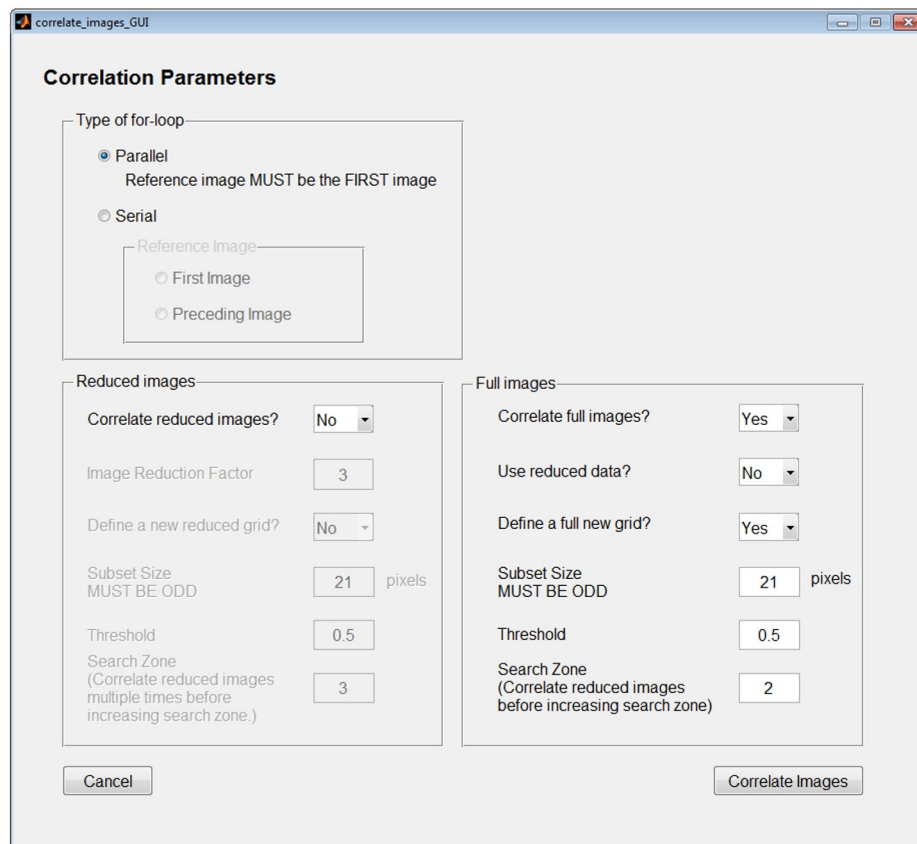 correlate_images_GUI
Correlation Parameters
Type of for-loop
Parallel
Reference image MUST be the FIRST image
Serial
Reference Image
First Image
Preceding Image
Reduced images
Correlate reduced images? No
Image Reduction Factor 3
Define a new reduced grid? No
Subset Size
MUST BE ODD 21 pixels
Threshold 0.5
Search Zone
(Correlate reduced images
multiple times before
increasing search zone.) 3
Full images
Correlate full images? Yes
Use reduced data? No
Define a full new grid? Yes
Subset Size
MUST BE ODD 21 pixels
Threshold 0.5
Search Zone
(Correlate reduced images
before increasing search zone) 2
Cancel
Correlate Images